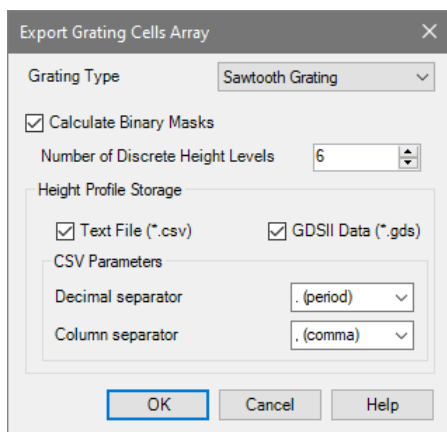 Export Grating Cells Array
Grating Type Sawtooth Grating
Calculate Binary Masks
Number of Discrete Height Levels 6
Height Profile Storage
Text File (*.csv) GDSII Data (*.gds)
CSV Parameters
Decimal separator . (period)
Column separator , (comma)
OK Cancel Help